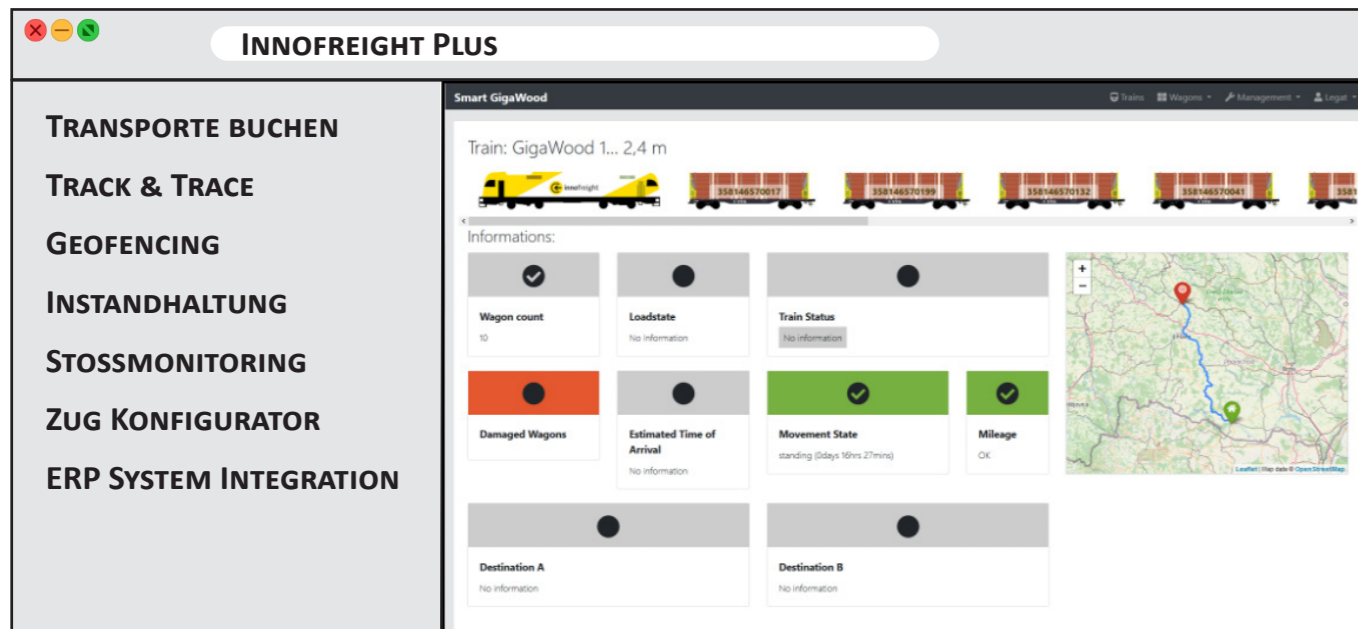 INNOFREIGHT PLUS
TRANSPORTE BUCHEN
TRACK & TRACE
GEOFENCING
INSTANDHALTUNG
STOSSMONITORING
ZUG KONFIGURATOR
ERP SYSTEM INTEGRATION
Smart GigaWood
Trains Wagons Management Legat
Train: GigaWood 1... 2,4 m
innofreight 358146570017 358146570199 358146570132 358146570041 3581
Informations:
Wagon count Loadstate Train Status
10 No information No information
Damaged Wagons Estimated Time of Arrival Movement State Mileage
No information standing (0days 16hrs 27mins) OK
+
−
Leaflet | Map data © OpenStreetMap
Destination A Destination B
No information No information